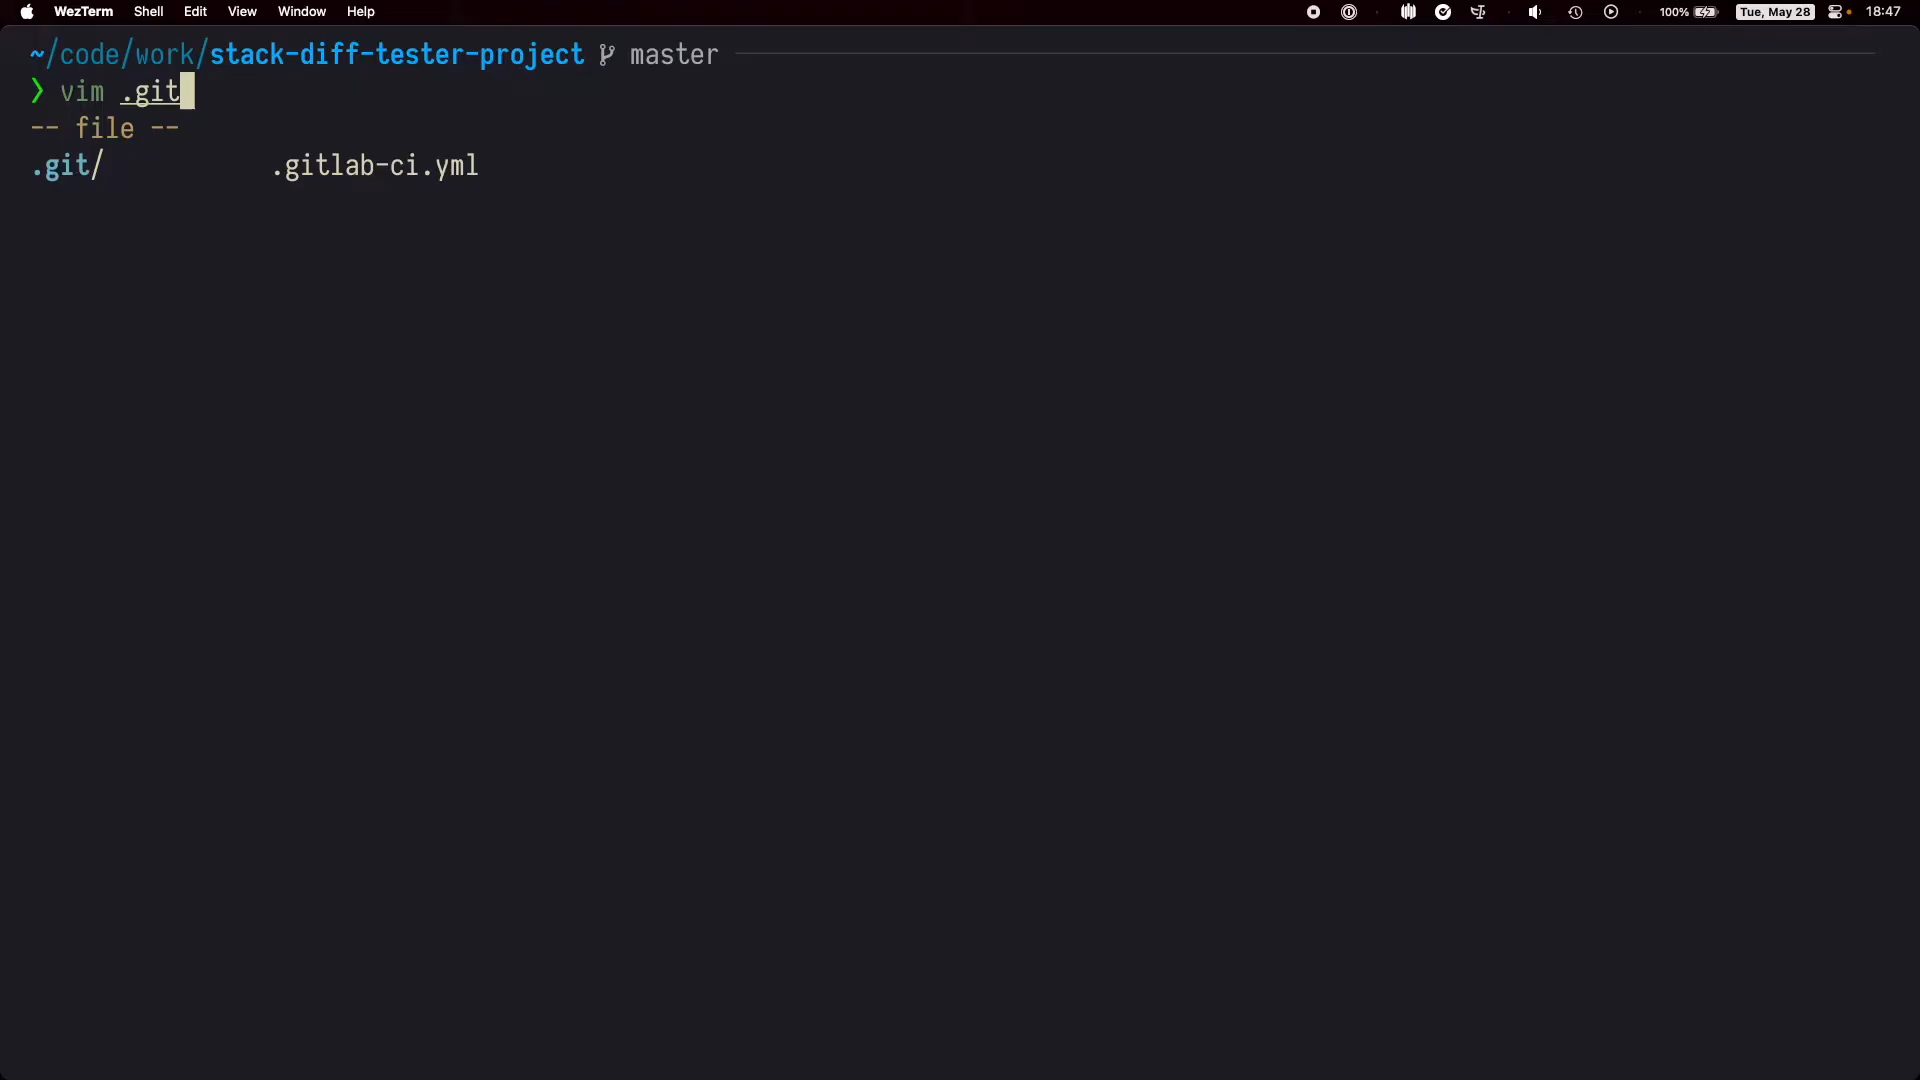 WezTerm Shell Edit View Window Help 100% Tue, May 28 18:47
~/code/work/stack-diff-tester-project master
❯ vim .git
-- file --
.git/ .gitlab-ci.yml